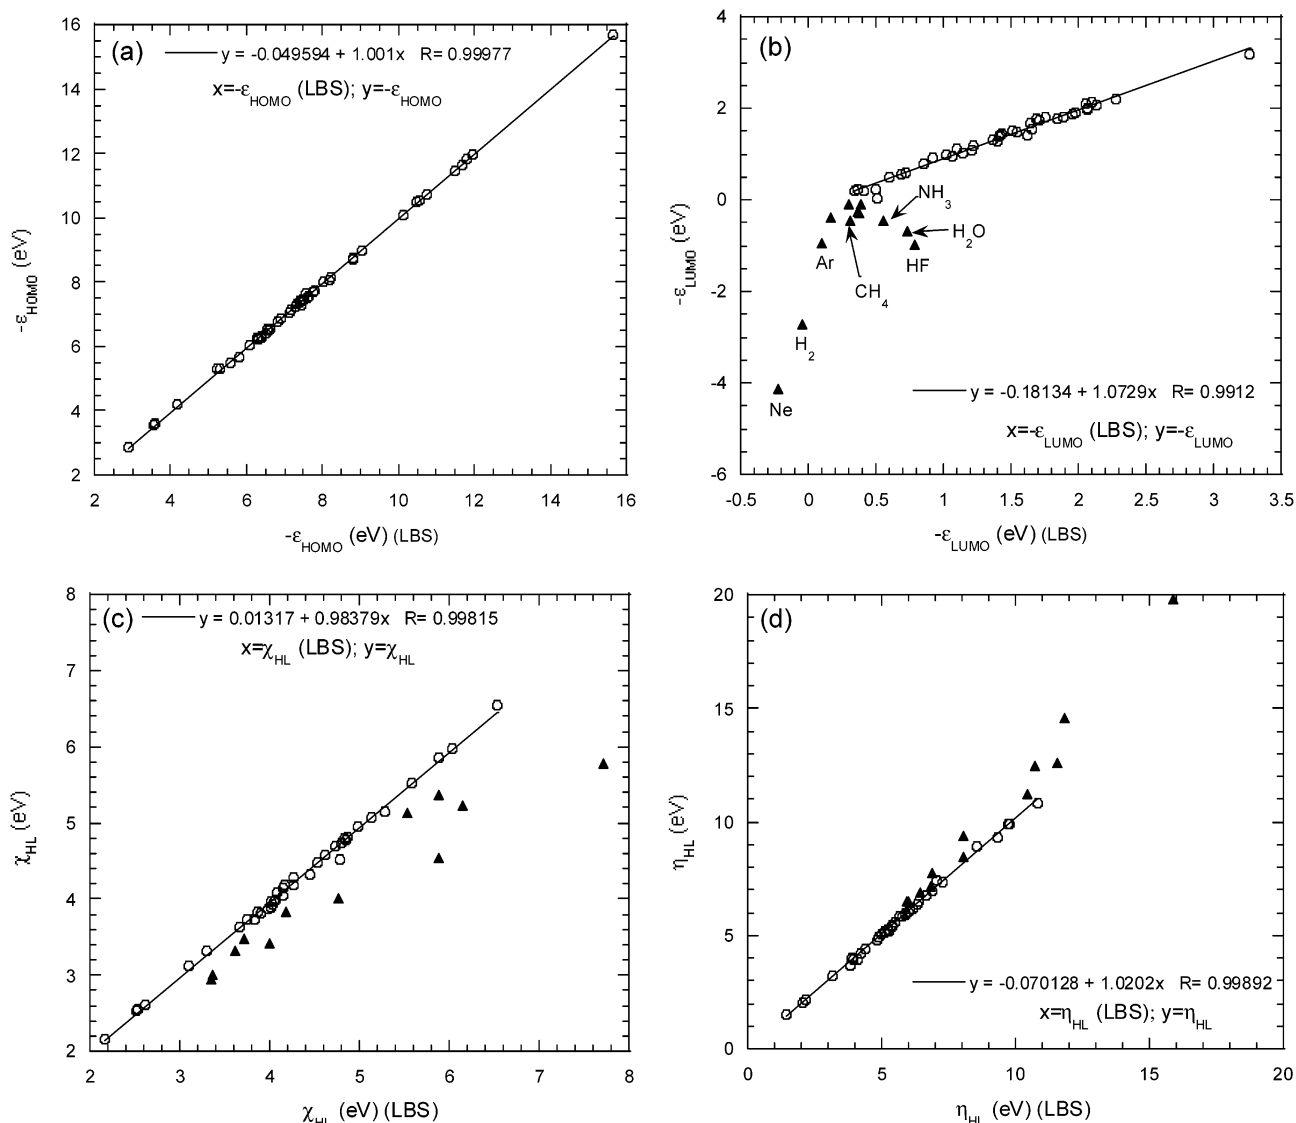 (a)
y = -0.049594 + 1.001x R= 0.99977
x=-ε_HOMO (LBS); y=-ε_HOMO
16
14
12
10
8
6
4
2
-ε_HOMO (eV)
2 4 6 8 10 12 14 16
-ε_HOMO (eV) (LBS)
(b)
4
2
0
-2
-4
-6
-ε_LUMO (eV)
NH3
H2O
Ar
HF
CH4
H2
Ne
y = -0.18134 + 1.0729x R= 0.9912
x=-ε_LUMO (LBS); y=-ε_LUMO
-0.5 0 0.5 1 1.5 2 2.5 3 3.5
-ε_LUMO (eV) (LBS)
(c)
y = 0.01317 + 0.98379x R= 0.99815
x=χ_HL (LBS); y=χ_HL
8
7
6
5
4
3
2
χ_HL (eV)
2 3 4 5 6 7 8
χ_HL (eV) (LBS)
(d)
20
15
10
5
0
η_HL (eV)
y = -0.070128 + 1.0202x R= 0.99892
x=η_HL (LBS); y=η_HL
0 5 10 15 20
η_HL (eV) (LBS)